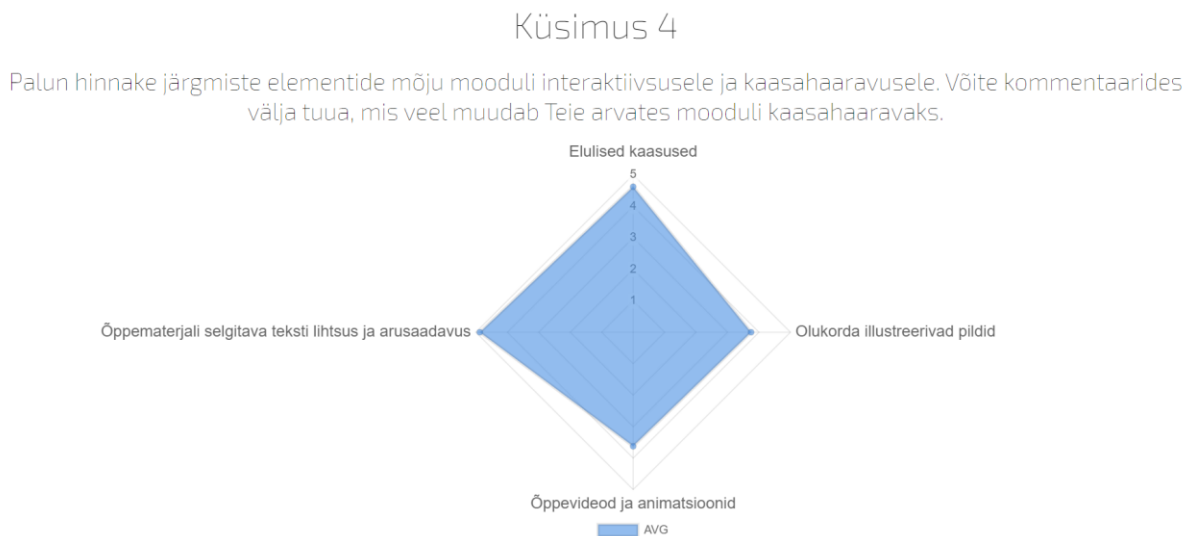 Küsimus 4
Palun hinnake järgmiste elementide mõju mooduli interaktiivsusele ja kaasahaaravusele. Võite kommentaarides
välja tuua, mis veel muudab Teie arvates mooduli kaasahaaravaks.
Elulised kaasused
5
4
3
2
1
Õppematerjali selgitava teksti lihtsus ja arusaadavus
Olukorda illustreerivad pildid
Õppevideod ja animatsioonid
AVG